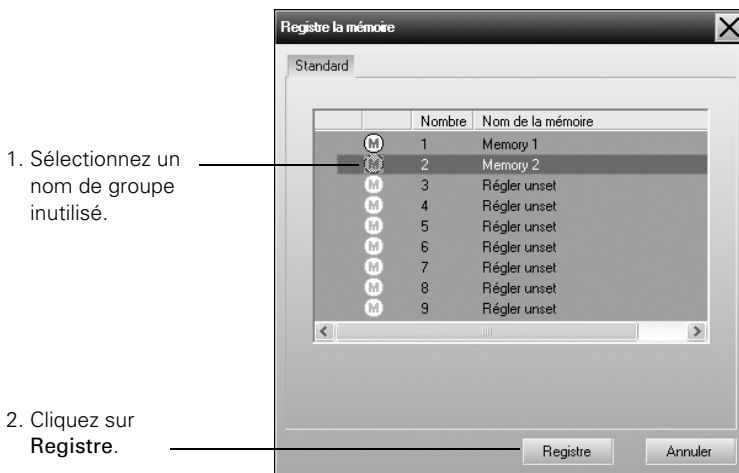 Registre la mémoire
Standard
Nombre Nom de la mémoire
M 1 Memory 1
M 2 Memory 2
M 3 Régler unset
M 4 Régler unset
M 5 Régler unset
M 6 Régler unset
M 7 Régler unset
M 8 Régler unset
M 9 Régler unset
1. Sélectionnez un
nom de groupe
inutilisé.
2. Cliquez sur
Registre.
Registre Annuler